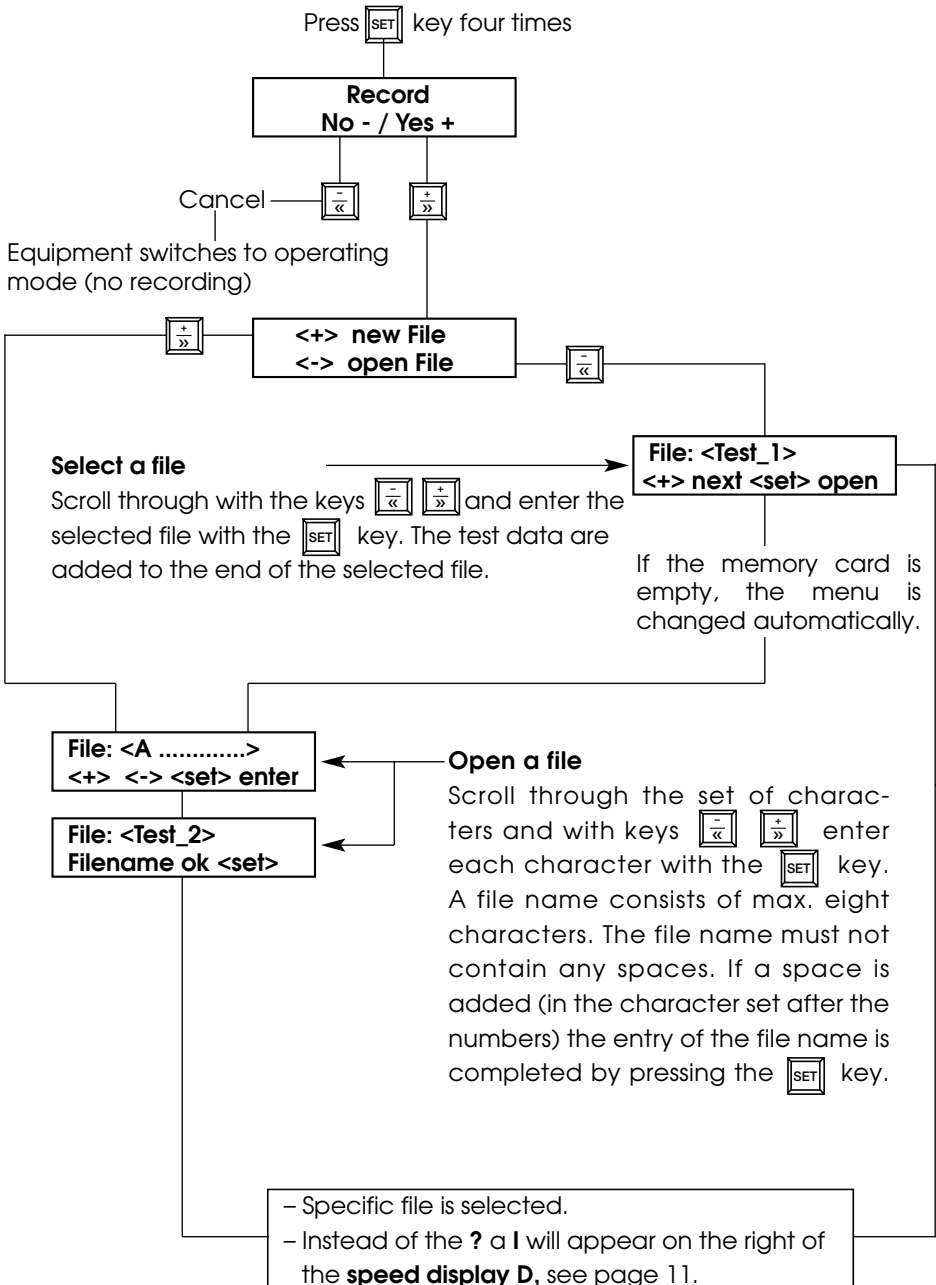 Press SET key four times
Record
No - / Yes +
Cancel
- «
+ »
Equipment switches to operating
mode (no recording)
+ »
<+> new File
<-> open File
- «
File: <Test_1>
<+> next <set> open
Select a file
Scroll through with the keys - « + » and enter the
selected file with the SET key. The test data are
added to the end of the selected file.
If the memory card is
empty, the menu is
changed automatically.
File: <A .............>
<+> <-> <set> enter
File: <Test_2>
Filename ok <set>
Open a file
Scroll through the set of charac-
ters and with keys - « + » enter
each character with the SET key.
A file name consists of max. eight
characters. The file name must not
contain any spaces. If a space is
added (in the character set after the
numbers) the entry of the file name is
completed by pressing the SET key.
– Specific file is selected.
– Instead of the ? a I will appear on the right of
the speed display D, see page 11.